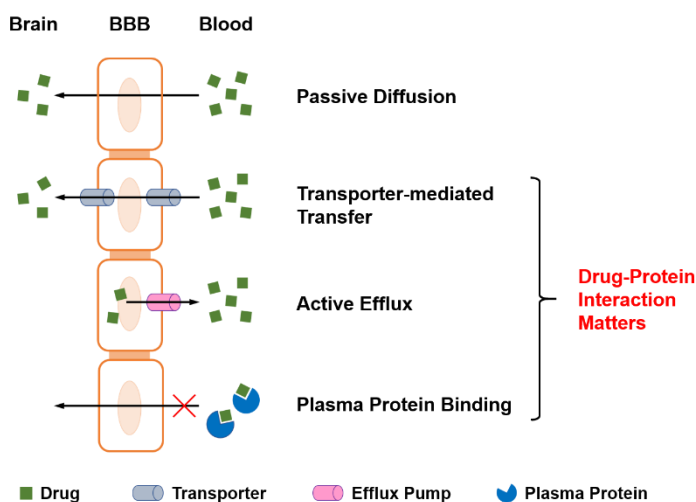 Brain BBB Blood
Passive Diffusion
Transporter-mediated
Transfer
Drug-Protein
Interaction
Matters
Active Efflux
Plasma Protein Binding
Drug Transporter Efflux Pump Plasma Protein